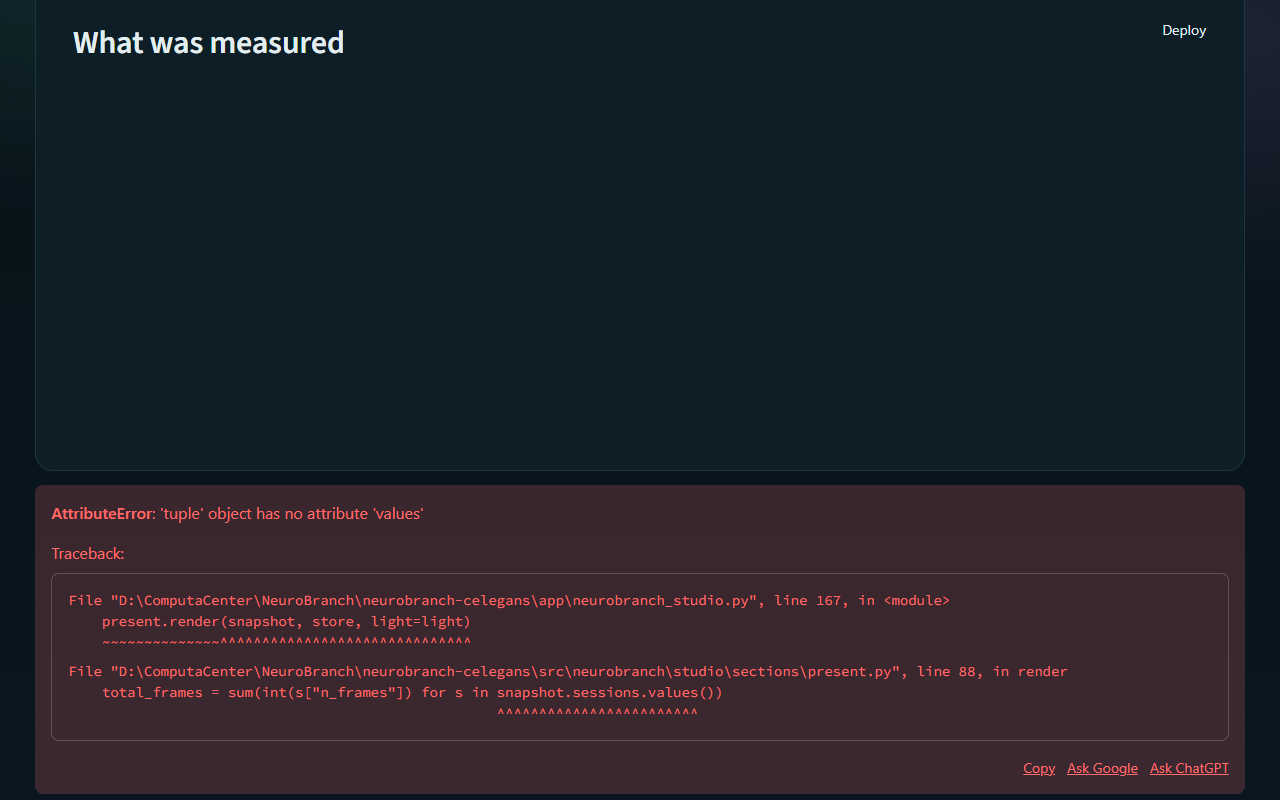 What was measured
Deploy
AttributeError: 'tuple' object has no attribute 'values'
Traceback:
File "D:\ComputaCenter\NeuroBranch\neurobranch-celegans\app\neurobranch_studio.py", line 167, in <module>
    present.render(snapshot, store, light=light)
    ~~~~~~~~~~~~~~^^^^^^^^^^^^^^^^^^^^^^^^^^^^^^
File "D:\ComputaCenter\NeuroBranch\neurobranch-celegans\src\neurobranch\studio\sections\present.py", line 88, in render
    total_frames = sum(int(s["n_frames"]) for s in snapshot.sessions.values())
                                                   ^^^^^^^^^^^^^^^^^^^^^^^^
Copy Ask Google Ask ChatGPT